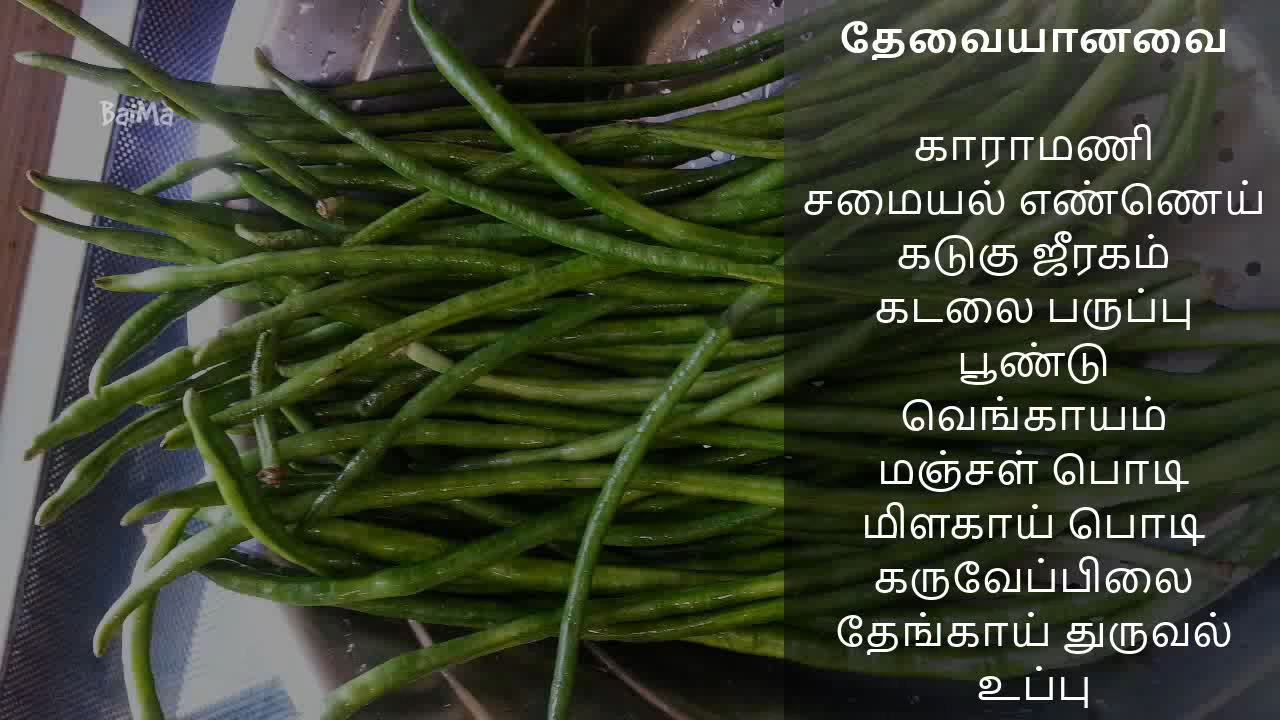 BaiMa
தேவையானவை
காராமணி
சமையல் எண்ணெய்
கடுகு ஜீரகம்
கடலை பருப்பு
பூண்டு
வெங்காயம்
மஞ்சள் பொடி
மிளகாய் பொடி
கருவேப்பிலை
தேங்காய் துருவல்
உப்பு